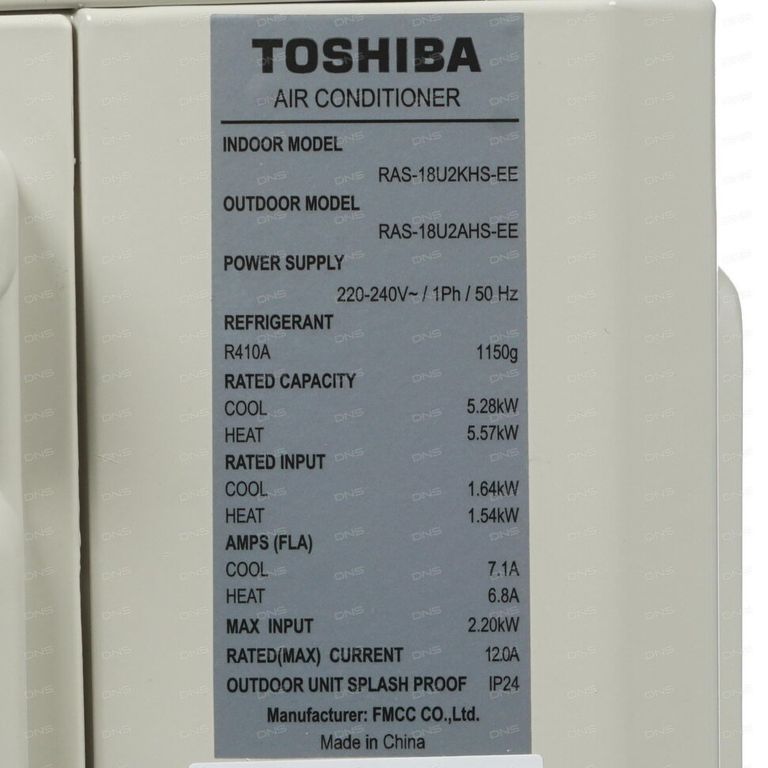 TOSHIBA
AIR CONDITIONER
INDOOR MODEL
RAS-18U2KHS-EE
OUTDOOR MODEL
RAS-18U2AHS-EE
POWER SUPPLY
220-240V~ / 1Ph / 50 Hz
REFRIGERANT
R410A 1150g
RATED CAPACITY
COOL 5.28kW
HEAT 5.57kW
RATED INPUT
COOL 1.64kW
HEAT 1.54kW
AMPS (FLA)
COOL 7.1A
HEAT 6.8A
MAX INPUT 2.20kW
RATED(MAX) CURRENT 12.0A
OUTDOOR UNIT SPLASH PROOF IP24
Manufacturer: FMCC CO.,Ltd.
Made in China